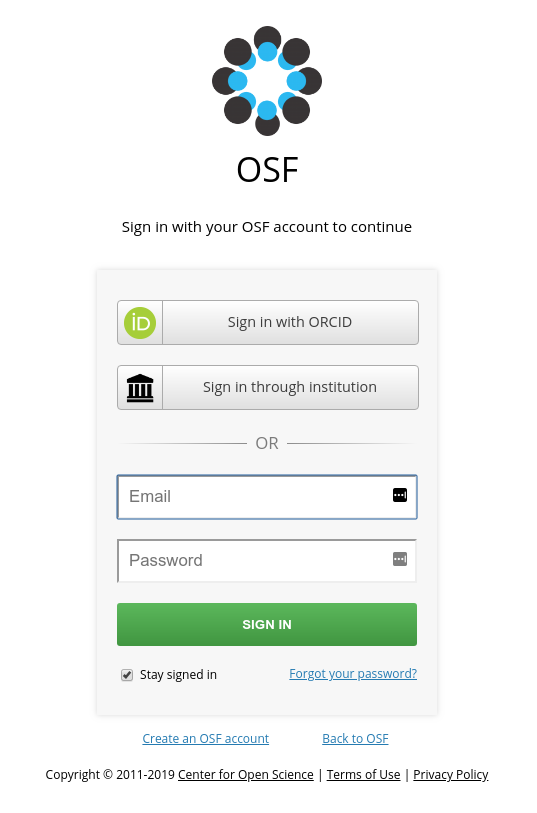 OSF
Sign in with your OSF account to continue
iD Sign in with ORCID
Sign in through institution
OR
Email
Password
SIGN IN
Stay signed in Forgot your password?
Create an OSF account Back to OSF
Copyright © 2011-2019 Center for Open Science | Terms of Use | Privacy Policy